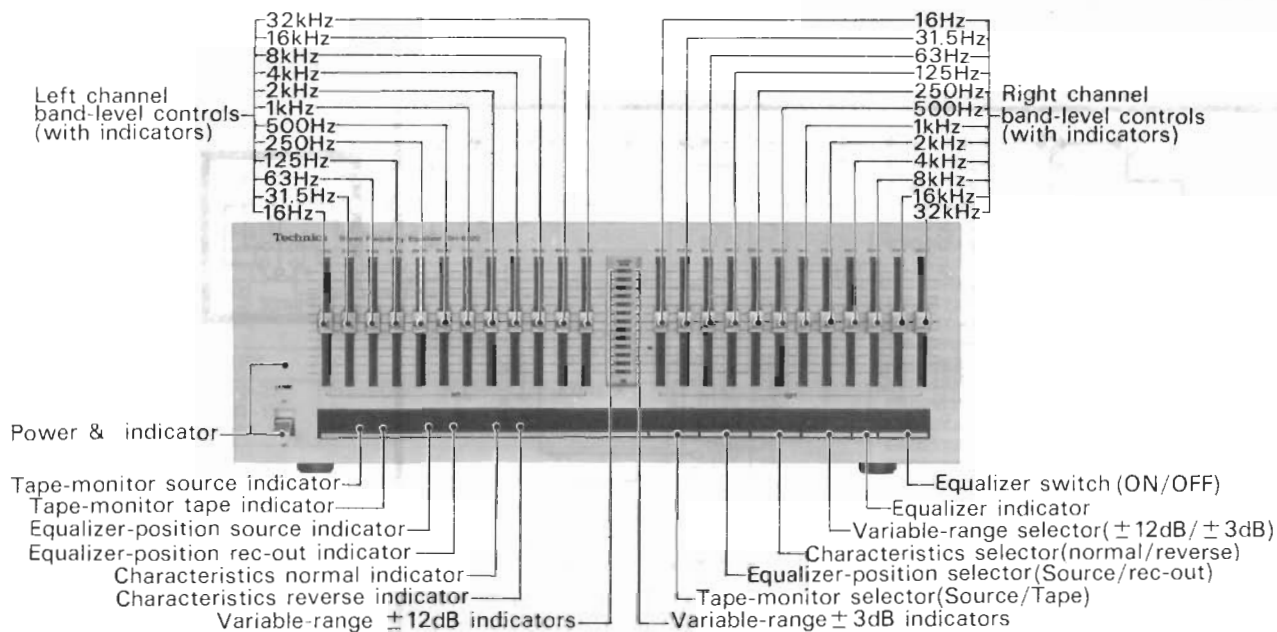 32kHz
16kHz
8kHz
4kHz
2kHz
1kHz
500Hz
250Hz
125Hz
63Hz
31.5Hz
16Hz
Left channel
band-level controls
(with indicators)
16Hz
31.5Hz
63Hz
125Hz
250Hz
500Hz
1kHz
2kHz
4kHz
8kHz
16kHz
32kHz
Right channel
band-level controls
(with indicators)
Technics Stereo Frequency Equalizer
Power & indicator
Tape-monitor source indicator
Tape-monitor tape indicator
Equalizer-position source indicator
Equalizer-position rec-out indicator
Characteristics normal indicator
Characteristics reverse indicator
Variable-range ±12dB indicators
Equalizer switch (ON/OFF)
Equalizer indicator
Variable-range selector(±12dB/±3dB)
Characteristics selector(normal/reverse)
Equalizer-position selector(Source/rec-out)
Tape-monitor selector(Source/Tape)
Variable-range±3dB indicators